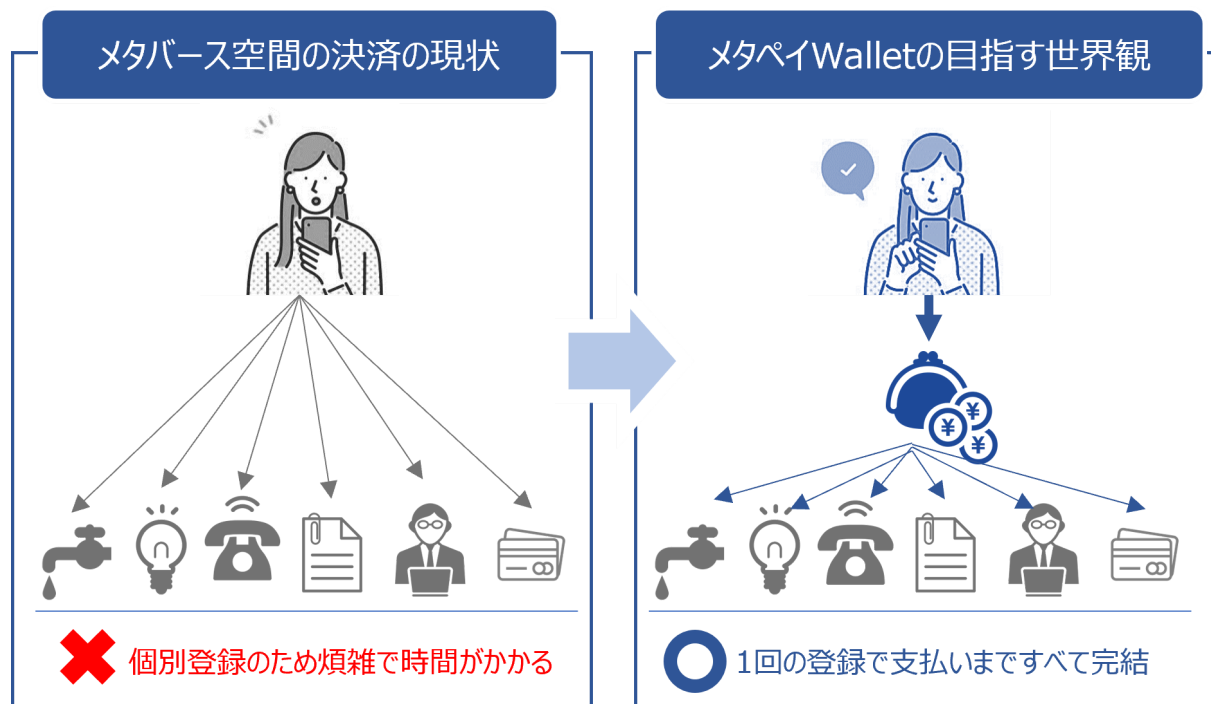 メタバース空間の決済の現状
メタペイWalletの目指す世界観
¥
¥
¥
個別登録のため煩雑で時間がかかる
1回の登録で支払いまですべて完結